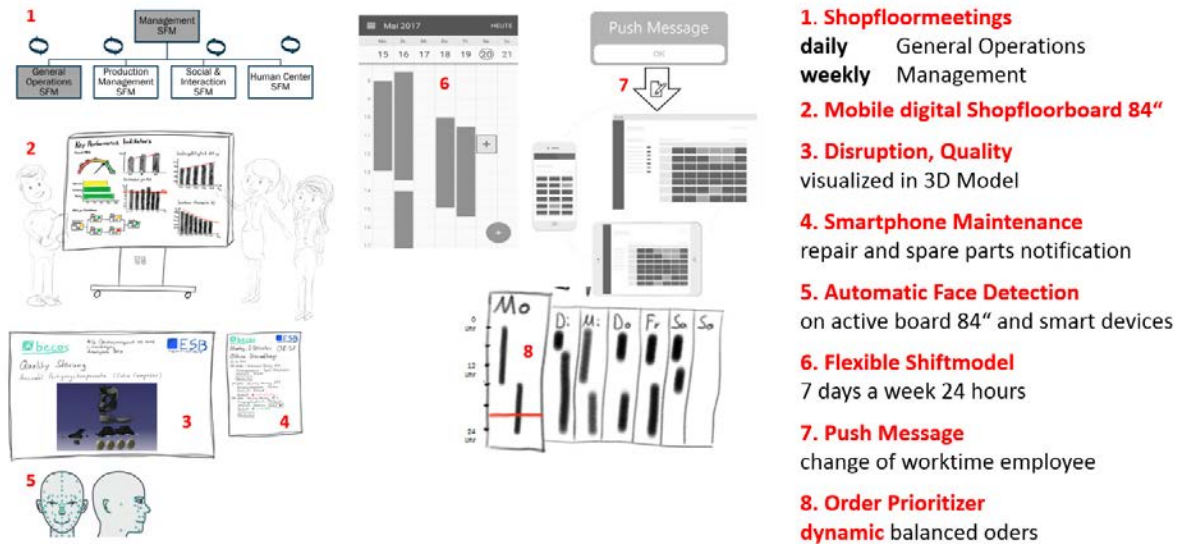 1
Management
SFM
General
Operations
SFM
Production
Management
SFM
Social &
Interaction
SFM
Human Center
SFM
2
Key Performance Indikators
becos
ESB
Quality Störung
3
ESB
4
5
Mai 2017
HEUTE
15 16 17 18 19 20 21
6
Push Message
OK
7
8
Mo
Di Mi Do Fr Sa So
0
Uhr
12
Uhr
24
Uhr
1. Shopfloormeetings
daily General Operations
weekly Management
2. Mobile digital Shopfloorboard 84“
3. Disruption, Quality
visualized in 3D Model
4. Smartphone Maintenance
repair and spare parts notification
5. Automatic Face Detection
on active board 84“ and smart devices
6. Flexible Shiftmodel
7 days a week 24 hours
7. Push Message
change of worktime employee
8. Order Prioritizer
dynamic balanced oders